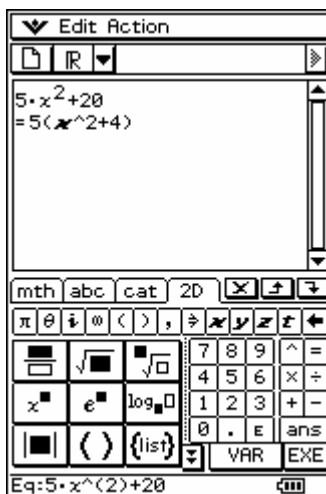 Edit Action
ℝ
5·x²+20
=5(x^2+4)
mth abc cat 2D
π θ i ∞ ( ) , ⇒ x y z t ←
√■ ■√□ 7 8 9 ^ =
4 5 6 × ÷
x■ e■ log■□ 1 2 3 + -
|■| ( ) {list} 0 . E ans
VAR EXE
Eq:5·x^(2)+20